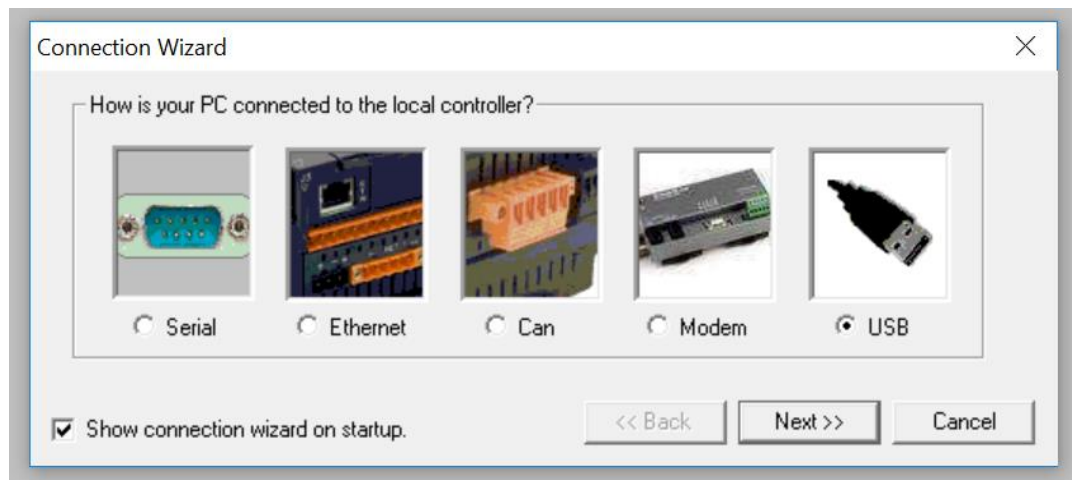 Connection Wizard
How is your PC connected to the local controller?
Serial
Ethernet
Can
Modem
USB
Show connection wizard on startup.
<< Back
Next >>
Cancel